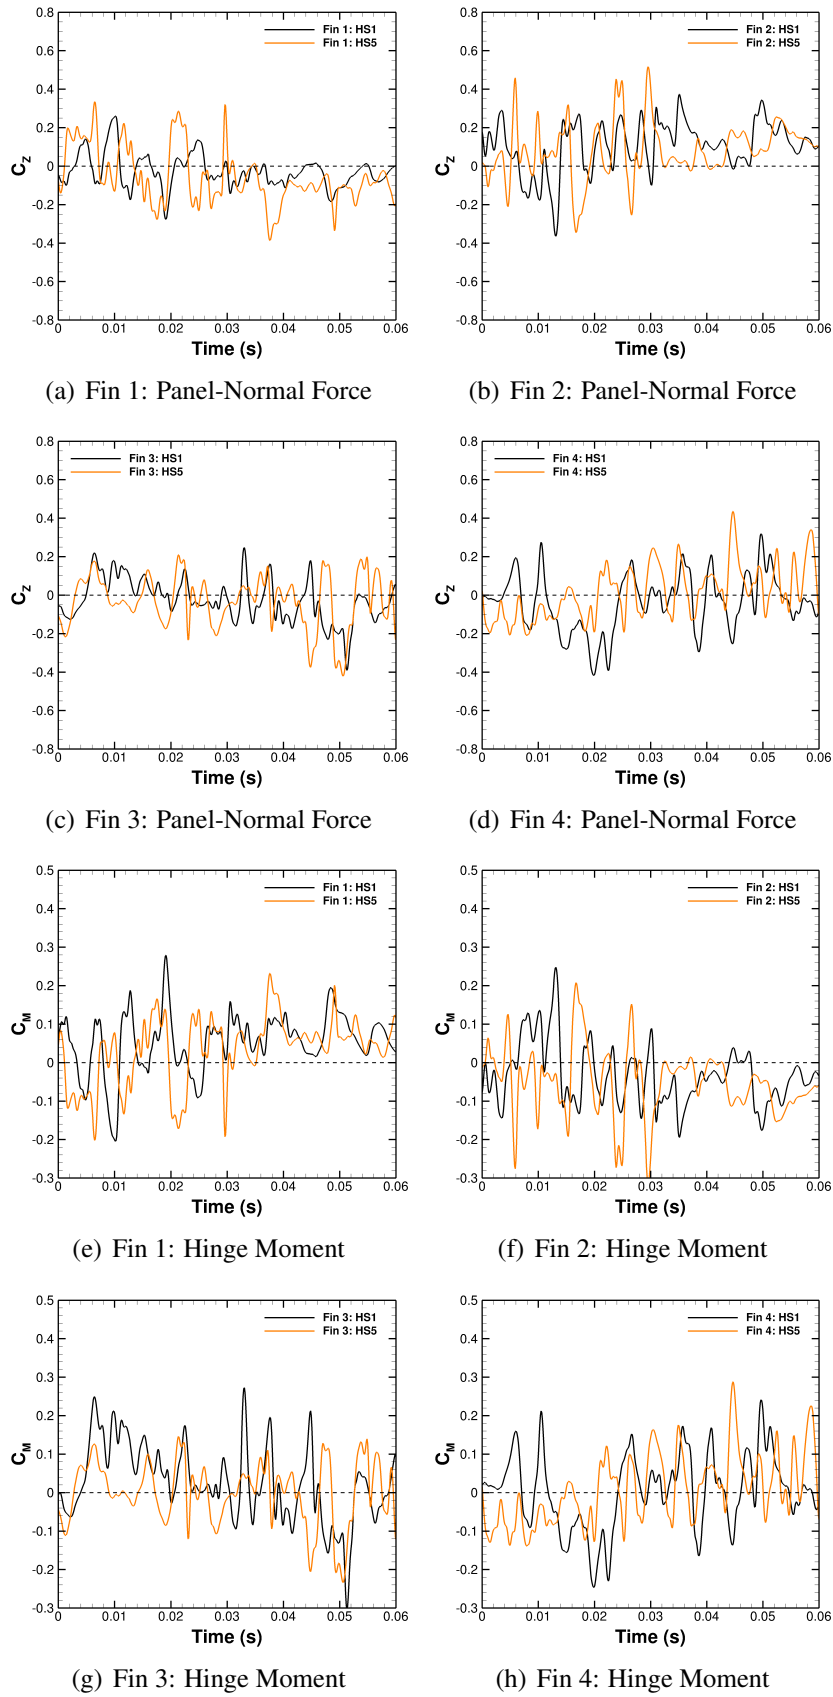 0.8
0.6
0.4
0.2
0
-0.2
-0.4
-0.6
-0.8
C_Z
Fin 1: HS1
Fin 1: HS5
0 0.01 0.02 0.03 0.04 0.05 0.06
Time (s)
(a) Fin 1: Panel-Normal Force
0.8
0.6
0.4
0.2
0
-0.2
-0.4
-0.6
-0.8
C_Z
Fin 2: HS1
Fin 2: HS5
0 0.01 0.02 0.03 0.04 0.05 0.06
Time (s)
(b) Fin 2: Panel-Normal Force
0.8
0.6
0.4
0.2
0
-0.2
-0.4
-0.6
-0.8
C_Z
Fin 3: HS1
Fin 3: HS5
0 0.01 0.02 0.03 0.04 0.05 0.06
Time (s)
(c) Fin 3: Panel-Normal Force
0.8
0.6
0.4
0.2
0
-0.2
-0.4
-0.6
-0.8
C_Z
Fin 4: HS1
Fin 4: HS5
0 0.01 0.02 0.03 0.04 0.05 0.06
Time (s)
(d) Fin 4: Panel-Normal Force
0.5
0.4
0.3
0.2
0.1
0
-0.1
-0.2
-0.3
C_M
Fin 1: HS1
Fin 1: HS5
0 0.01 0.02 0.03 0.04 0.05 0.06
Time (s)
(e) Fin 1: Hinge Moment
0.5
0.4
0.3
0.2
0.1
0
-0.1
-0.2
-0.3
C_M
Fin 2: HS1
Fin 2: HS5
0 0.01 0.02 0.03 0.04 0.05 0.06
Time (s)
(f) Fin 2: Hinge Moment
0.5
0.4
0.3
0.2
0.1
0
-0.1
-0.2
-0.3
C_M
Fin 3: HS1
Fin 3: HS5
0 0.01 0.02 0.03 0.04 0.05 0.06
Time (s)
(g) Fin 3: Hinge Moment
0.5
0.4
0.3
0.2
0.1
0
-0.1
-0.2
-0.3
C_M
Fin 4: HS1
Fin 4: HS5
0 0.01 0.02 0.03 0.04 0.05 0.06
Time (s)
(h) Fin 4: Hinge Moment